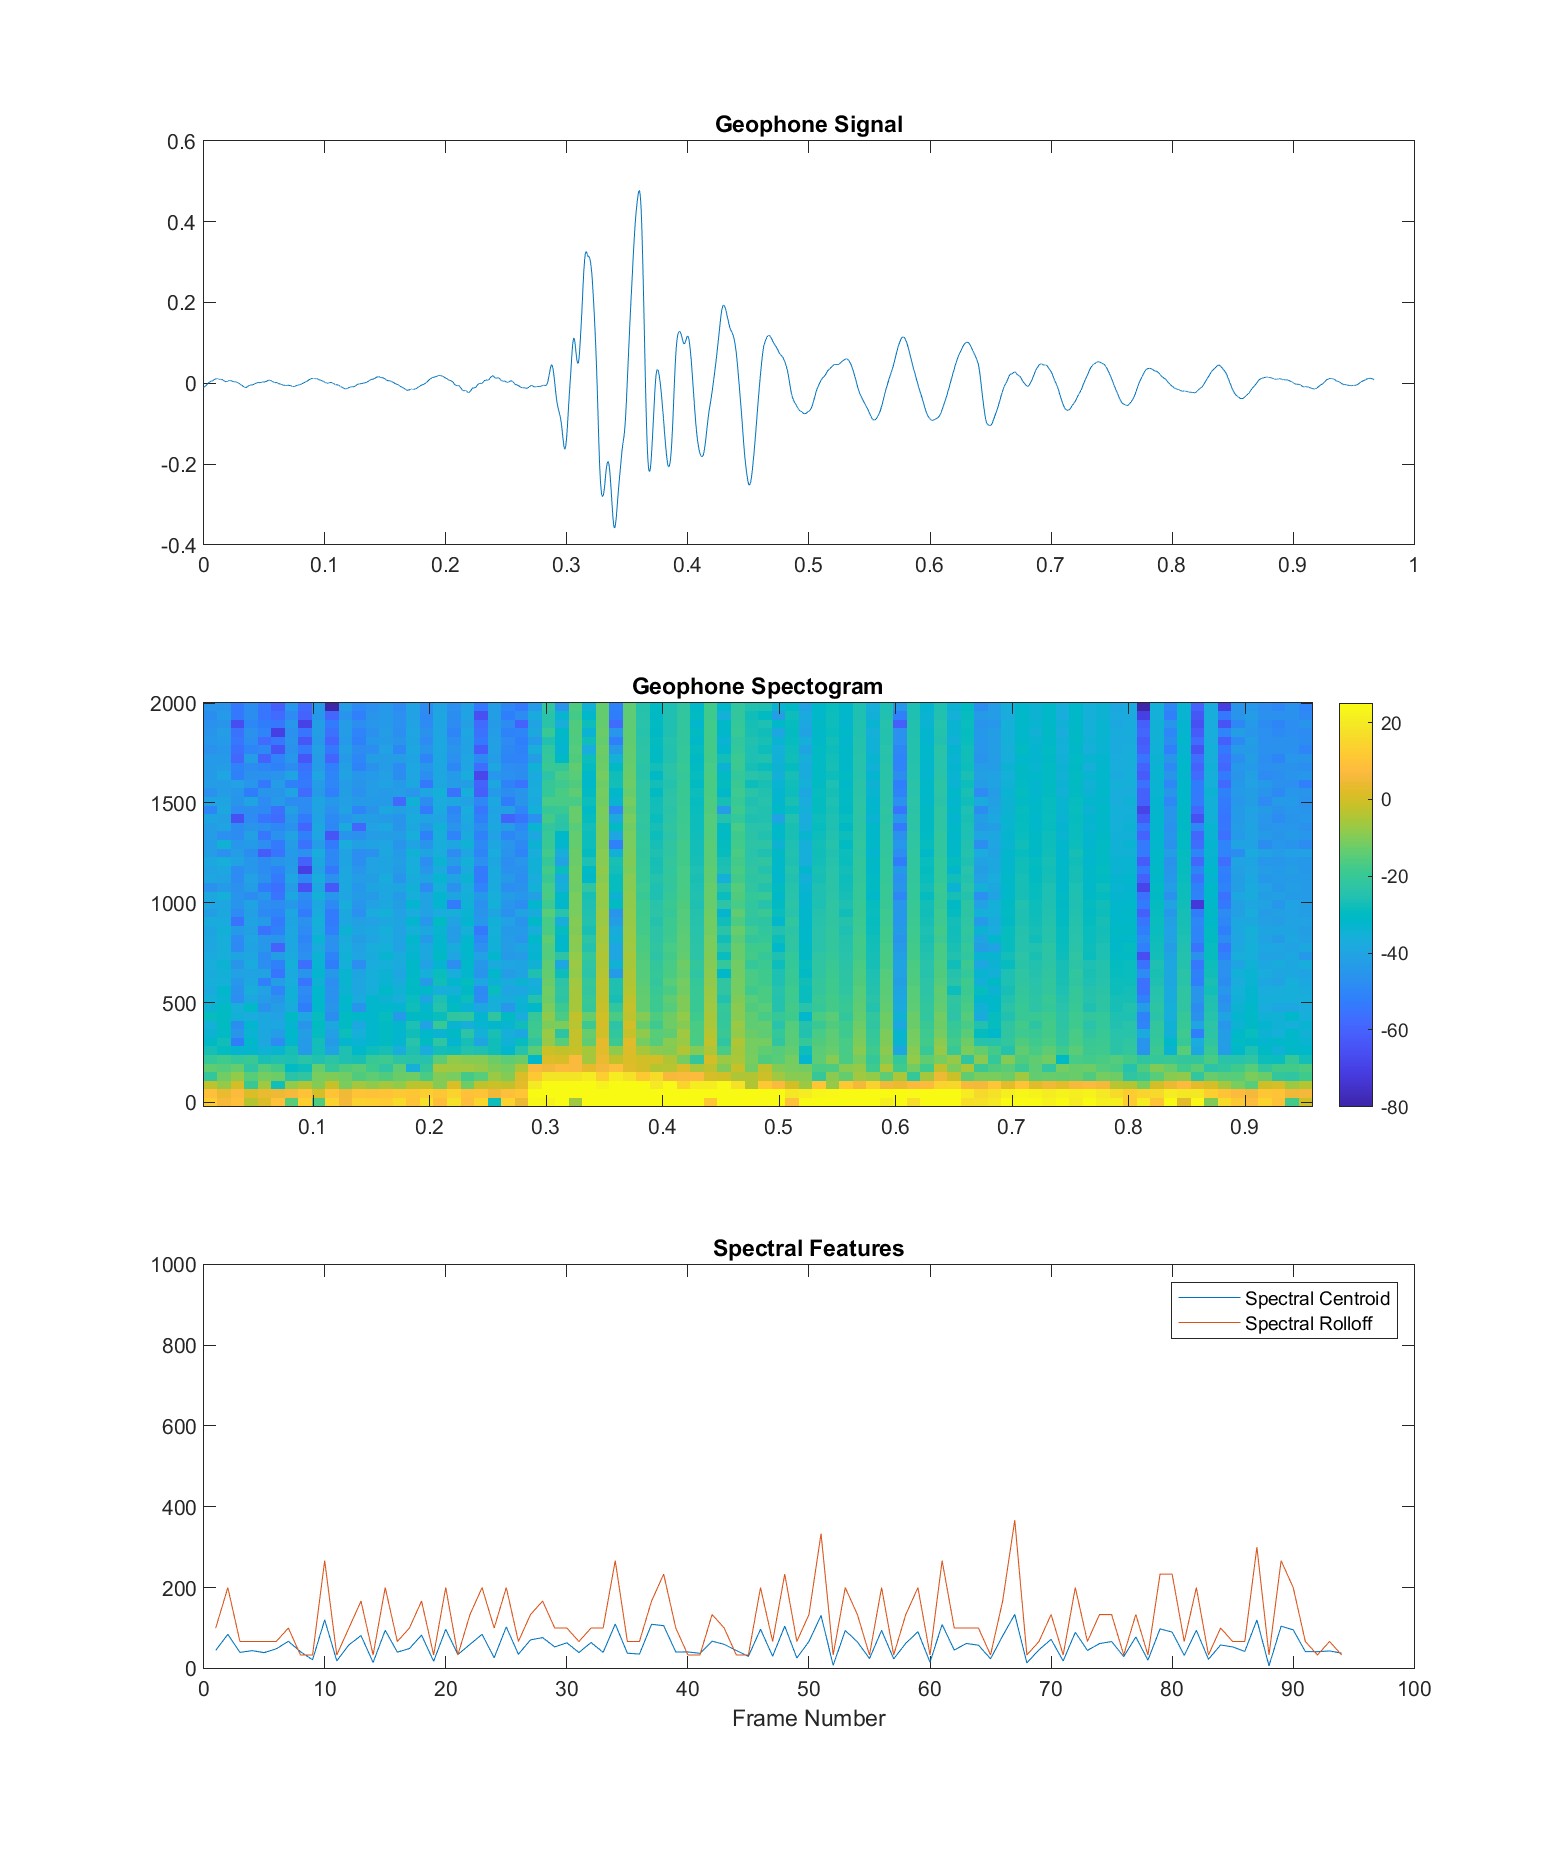 Geophone Signal
0.6
0.4
0.2
0
-0.2
-0.4
0 0.1 0.2 0.3 0.4 0.5 0.6 0.7 0.8 0.9 1
Geophone Spectogram
2000
1500
1000
500
0
0.1 0.2 0.3 0.4 0.5 0.6 0.7 0.8 0.9
20
0
-20
-40
-60
-80
Spectral Features
1000
800
600
400
200
0
Spectral Centroid
Spectral Rolloff
0 10 20 30 40 50 60 70 80 90 100
Frame Number